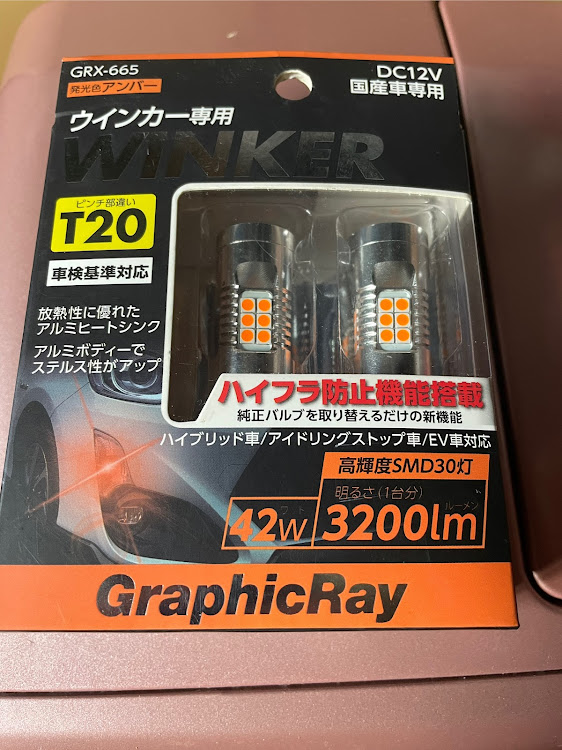 GRX-665
発光色アンバー
DC12V
国産車専用
ウインカー専用
WINKER
ピンチ部違い
T20
車検基準対応
放熱性に優れた
アルミヒートシンク
アルミボディーで
ステルス性がアップ
ハイフラ防止機能搭載
純正バルブを取り替えるだけの新機能
ハイブリッド車/アイドリングストップ車/EV車対応
高輝度SMD30灯
明るさ(1台分)
ワット
42W
ルーメン
3200lm
GraphicRay